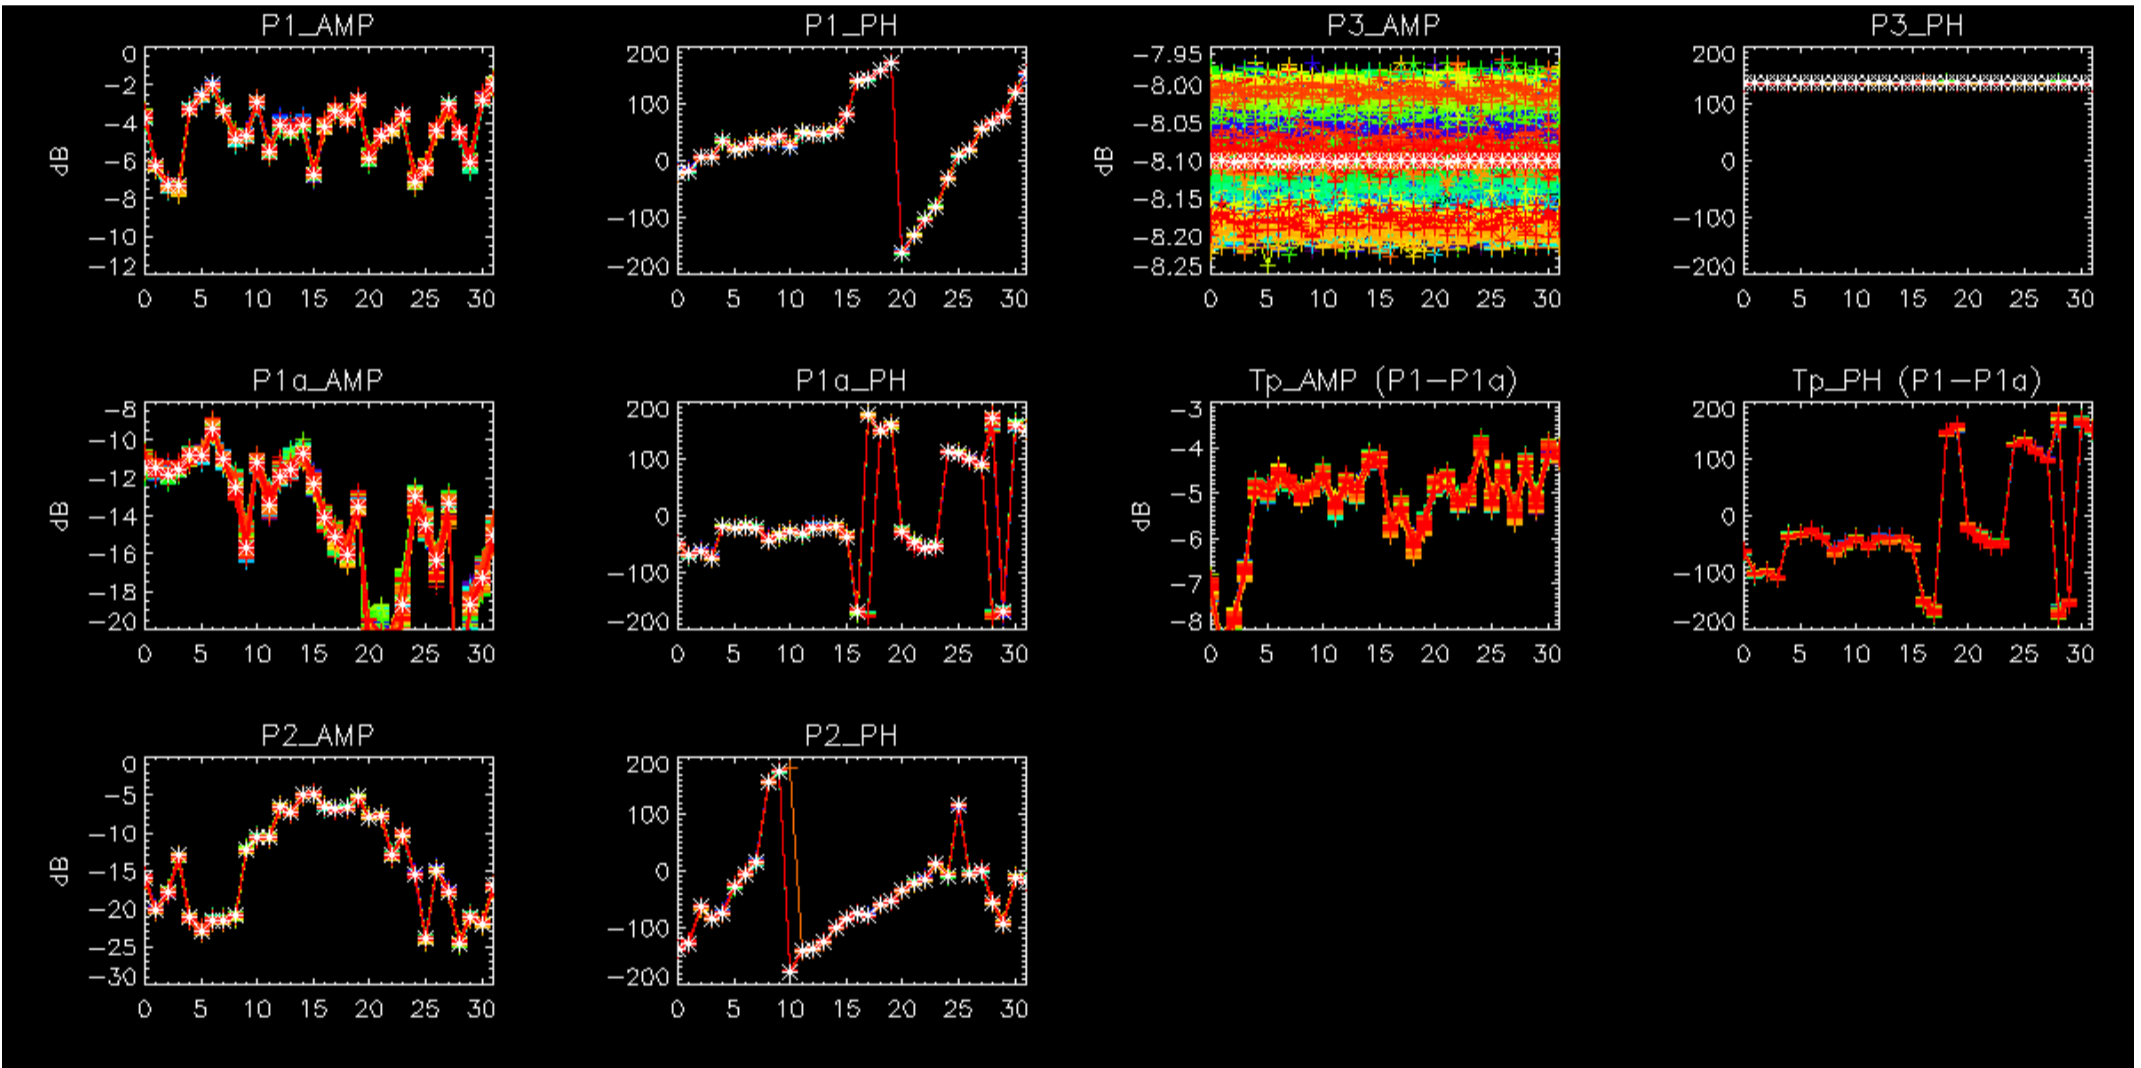 P1_AMP
dB
0
−2
−4
−6
−8
−10
−12
0 5 10 15 20 25 30
P1_PH
200
100
0
−100
−200
0 5 10 15 20 25 30
P3_AMP
dB
−7.95
−8.00
−8.05
−8.10
−8.15
−8.20
−8.25
0 5 10 15 20 25 30
P3_PH
200
100
0
−100
−200
0 5 10 15 20 25 30
P1a_AMP
dB
−8
−10
−12
−14
−16
−18
−20
0 5 10 15 20 25 30
P1a_PH
200
100
0
−100
−200
0 5 10 15 20 25 30
Tp_AMP (P1−P1a)
dB
−3
−4
−5
−6
−7
−8
0 5 10 15 20 25 30
Tp_PH (P1−P1a)
200
100
0
−100
−200
0 5 10 15 20 25 30
P2_AMP
dB
0
−5
−10
−15
−20
−25
−30
0 5 10 15 20 25 30
P2_PH
200
100
0
−100
−200
0 5 10 15 20 25 30